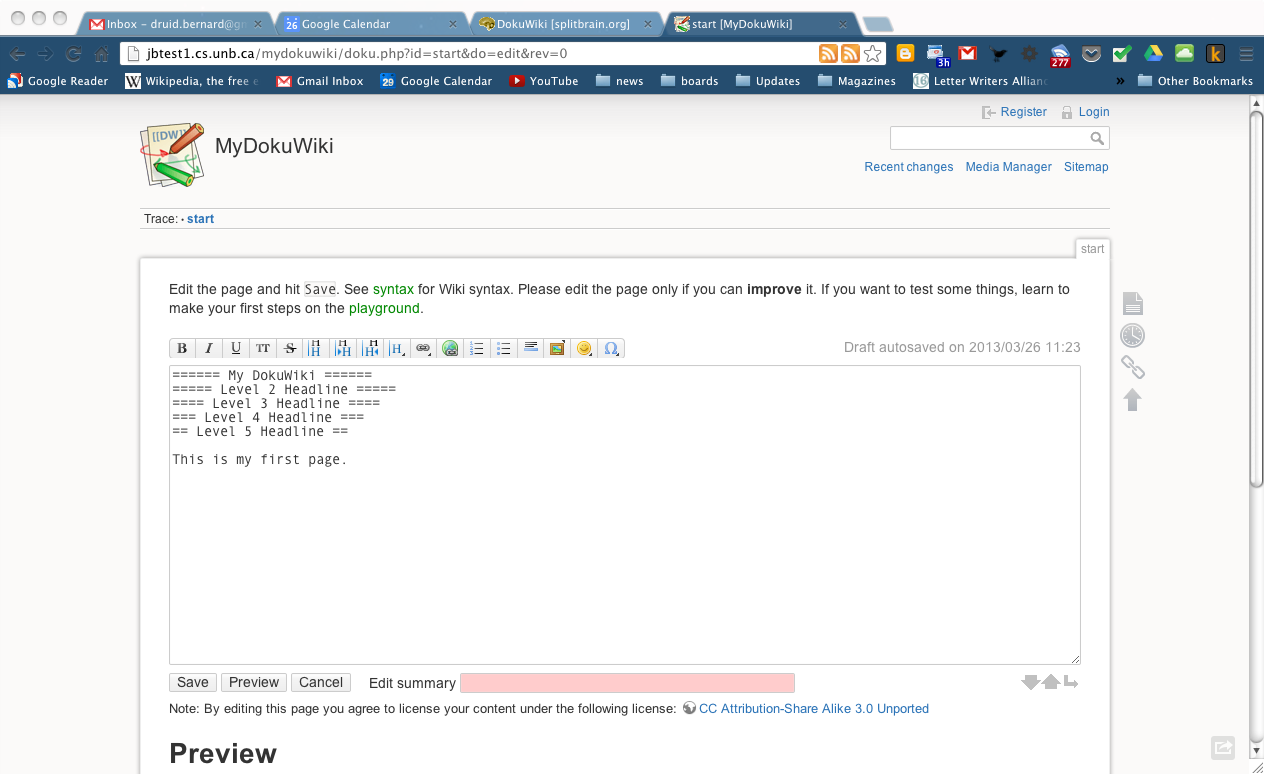 Inbox – druid.bernard@gm
26 Google Calendar
DokuWiki [splitbrain.org]
start [MyDokuWiki]
jbtest1.cs.unb.ca/mydokuwiki/doku.php?id=start&do=edit&rev=0
3h
277
k
Google Reader
W Wikipedia, the free e
Gmail Inbox
29 Google Calendar
YouTube
news
boards
Updates
Magazines
Letter Writers Allianc
»
Other Bookmarks
Register
Login
[[DW]]
MyDokuWiki
Recent changes
Media Manager
Sitemap
Trace: • start
start
Edit the page and hit Save. See syntax for Wiki syntax. Please edit the page only if you can improve it. If you want to test some things, learn to
make your first steps on the playground.
B I U TT S H H H H Ω
Draft autosaved on 2013/03/26 11:23
====== My DokuWiki ======
===== Level 2 Headline =====
==== Level 3 Headline ====
=== Level 4 Headline ===
== Level 5 Headline ==
This is my first page.
Save
Preview
Cancel
Edit summary
Note: By editing this page you agree to license your content under the following license: CC Attribution-Share Alike 3.0 Unported
Preview